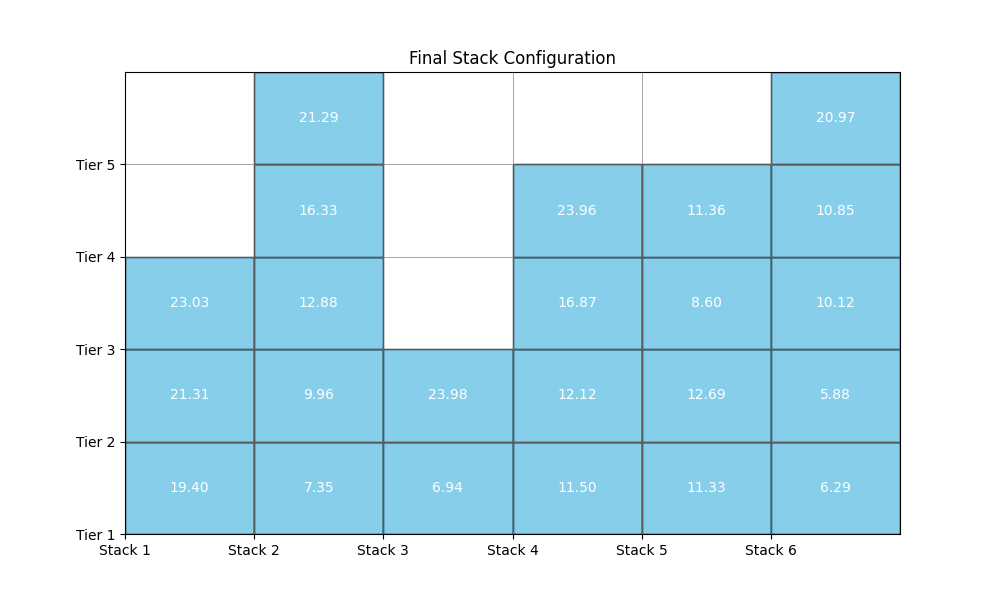 Final Stack Configuration
21.29 20.97
Tier 5
16.33 23.96 11.36 10.85
Tier 4
23.03 12.88 16.87 8.60 10.12
Tier 3
21.31 9.96 23.98 12.12 12.69 5.88
Tier 2
19.40 7.35 6.94 11.50 11.33 6.29
Tier 1
Stack 1 Stack 2 Stack 3 Stack 4 Stack 5 Stack 6